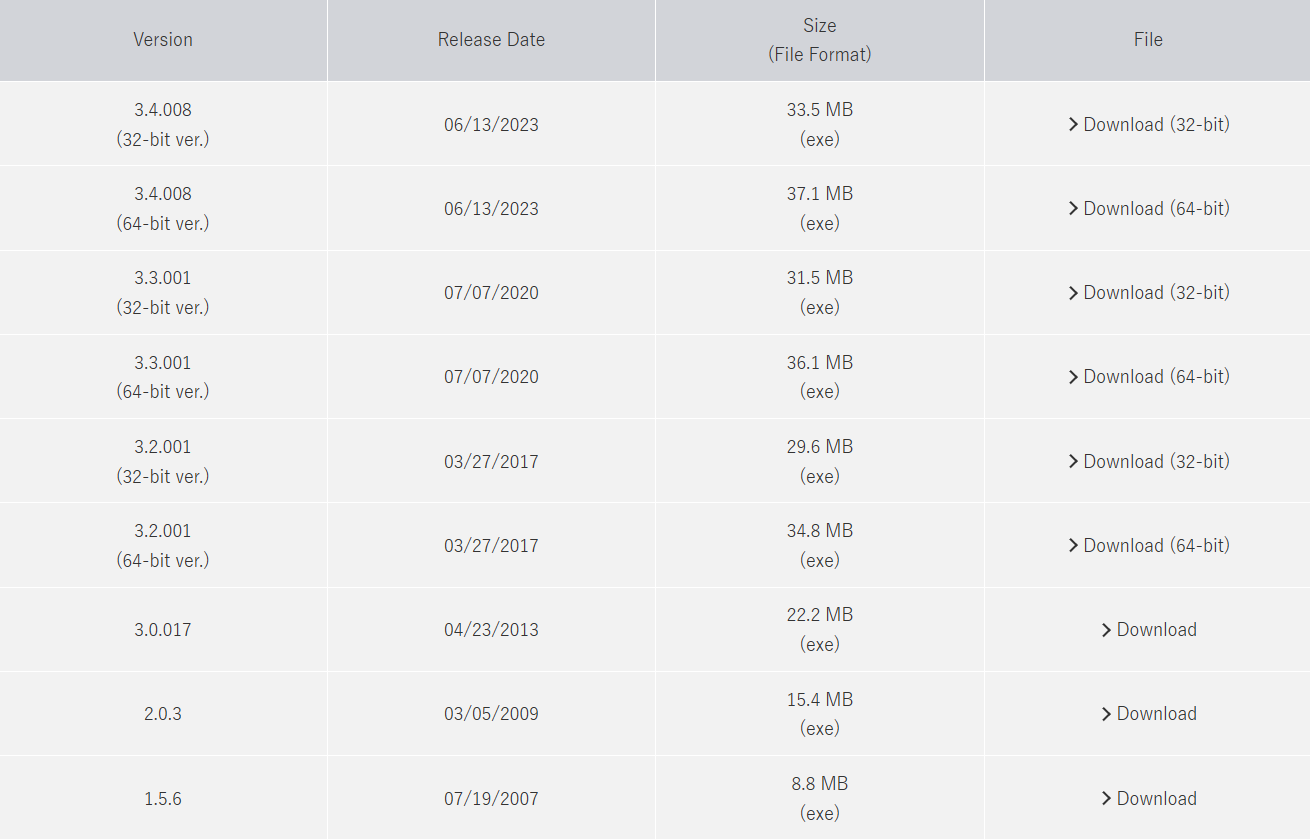 Version
Release Date
Size
(File Format)
File
3.4.008
(32-bit ver.)
06/13/2023
33.5 MB
(exe)
Download (32-bit)
3.4.008
(64-bit ver.)
06/13/2023
37.1 MB
(exe)
Download (64-bit)
3.3.001
(32-bit ver.)
07/07/2020
31.5 MB
(exe)
Download (32-bit)
3.3.001
(64-bit ver.)
07/07/2020
36.1 MB
(exe)
Download (64-bit)
3.2.001
(32-bit ver.)
03/27/2017
29.6 MB
(exe)
Download (32-bit)
3.2.001
(64-bit ver.)
03/27/2017
34.8 MB
(exe)
Download (64-bit)
3.0.017
04/23/2013
22.2 MB
(exe)
Download
2.0.3
03/05/2009
15.4 MB
(exe)
Download
1.5.6
07/19/2007
8.8 MB
(exe)
Download